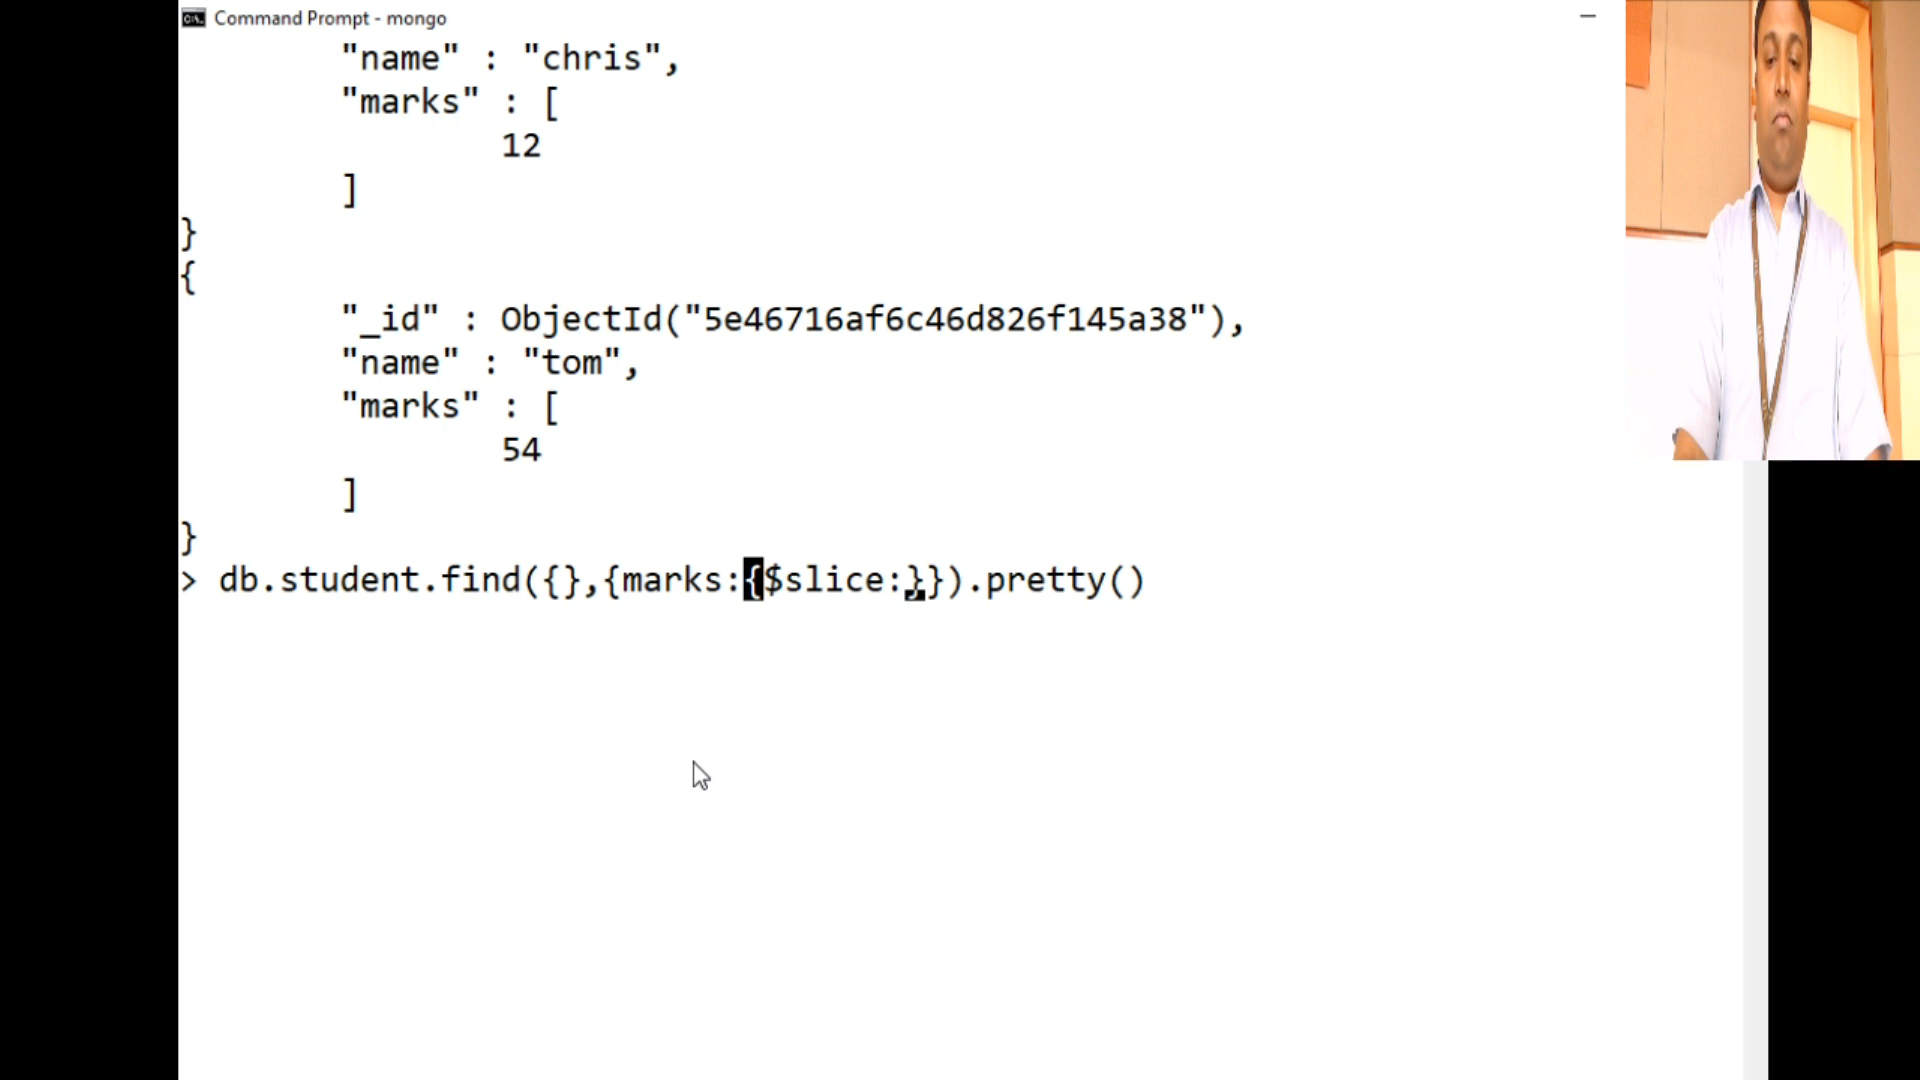 Command Prompt - mongo
"name" : "chris",
"marks" : [
12
]
}
{
"_id" : ObjectId("5e46716af6c46d826f145a38"),
"name" : "tom",
"marks" : [
54
]
}
> db.student.find({},{marks:{$slice:}}).pretty()